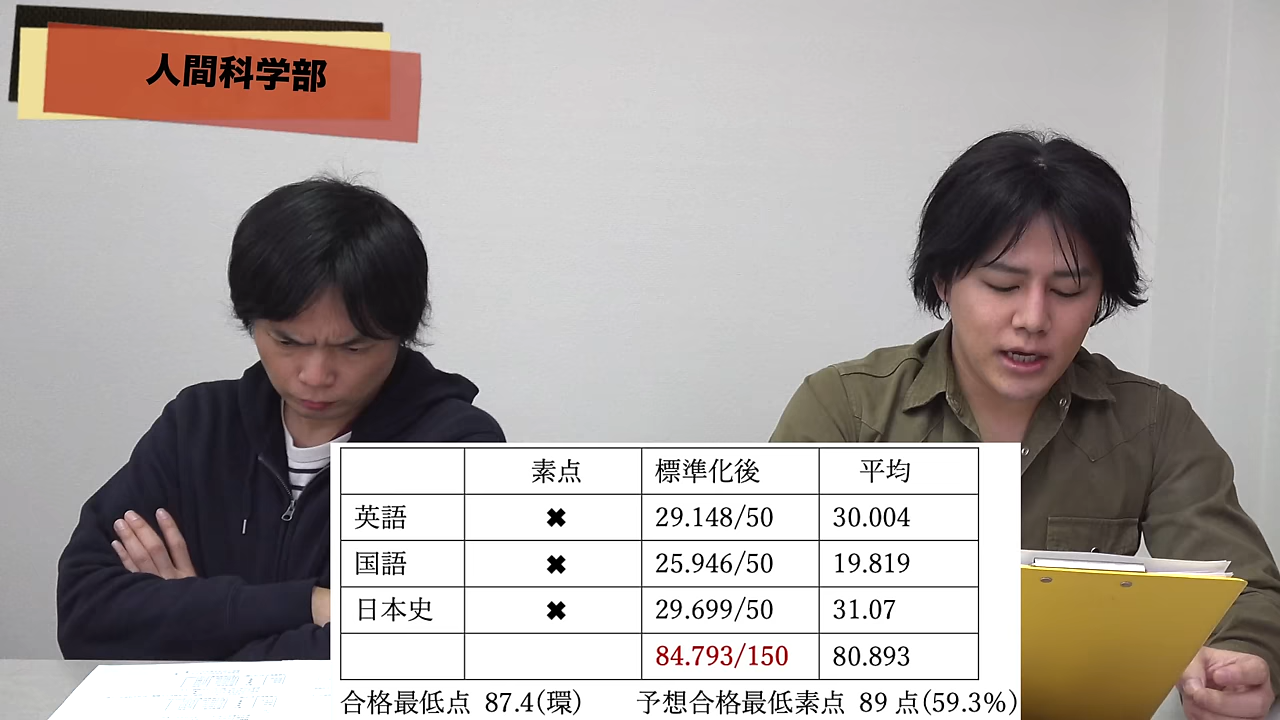 人間科学部
素点 標準化後 平均
英語 ✖ 29.148/50 30.004
国語 ✖ 25.946/50 19.819
日本史 ✖ 29.699/50 31.07
84.793/150 80.893
合格最低点 87.4(環) 予想合格最低素点 89点(59.3%)